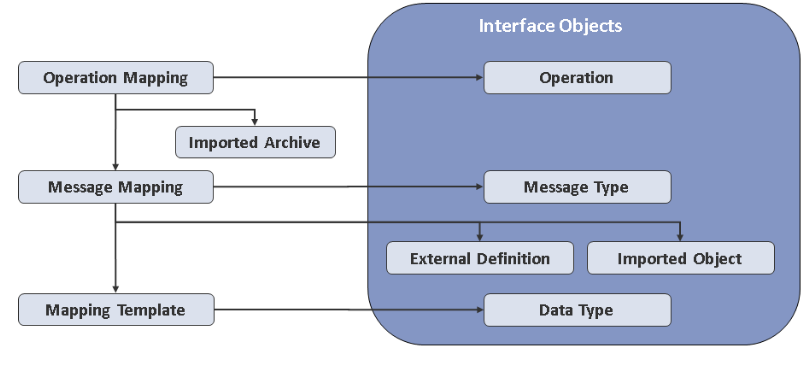 Interface Objects
Operation Mapping
Operation
Imported Archive
Message Mapping
Message Type
External Definition
Imported Object
Mapping Template
Data Type